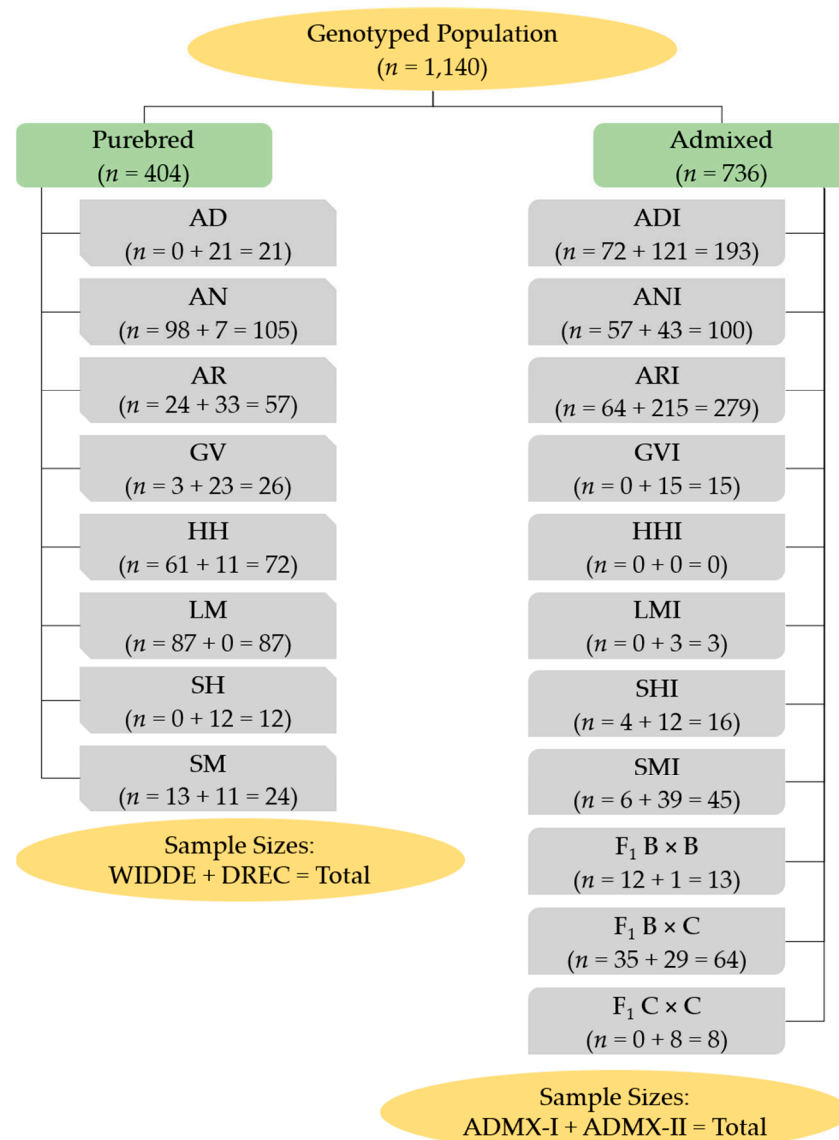 Genotyped Population
(n = 1,140)
Purebred
(n = 404)
AD
(n = 0 + 21 = 21)
AN
(n = 98 + 7 = 105)
AR
(n = 24 + 33 = 57)
GV
(n = 3 + 23 = 26)
HH
(n = 61 + 11 = 72)
LM
(n = 87 + 0 = 87)
SH
(n = 0 + 12 = 12)
SM
(n = 13 + 11 = 24)
Sample Sizes:
WIDDE + DREC = Total
Admixed
(n = 736)
ADI
(n = 72 + 121 = 193)
ANI
(n = 57 + 43 = 100)
ARI
(n = 64 + 215 = 279)
GVI
(n = 0 + 15 = 15)
HHI
(n = 0 + 0 = 0)
LMI
(n = 0 + 3 = 3)
SHI
(n = 4 + 12 = 16)
SMI
(n = 6 + 39 = 45)
F₁ B × B
(n = 12 + 1 = 13)
F₁ B × C
(n = 35 + 29 = 64)
F₁ C × C
(n = 0 + 8 = 8)
Sample Sizes:
ADMX-I + ADMX-II = Total